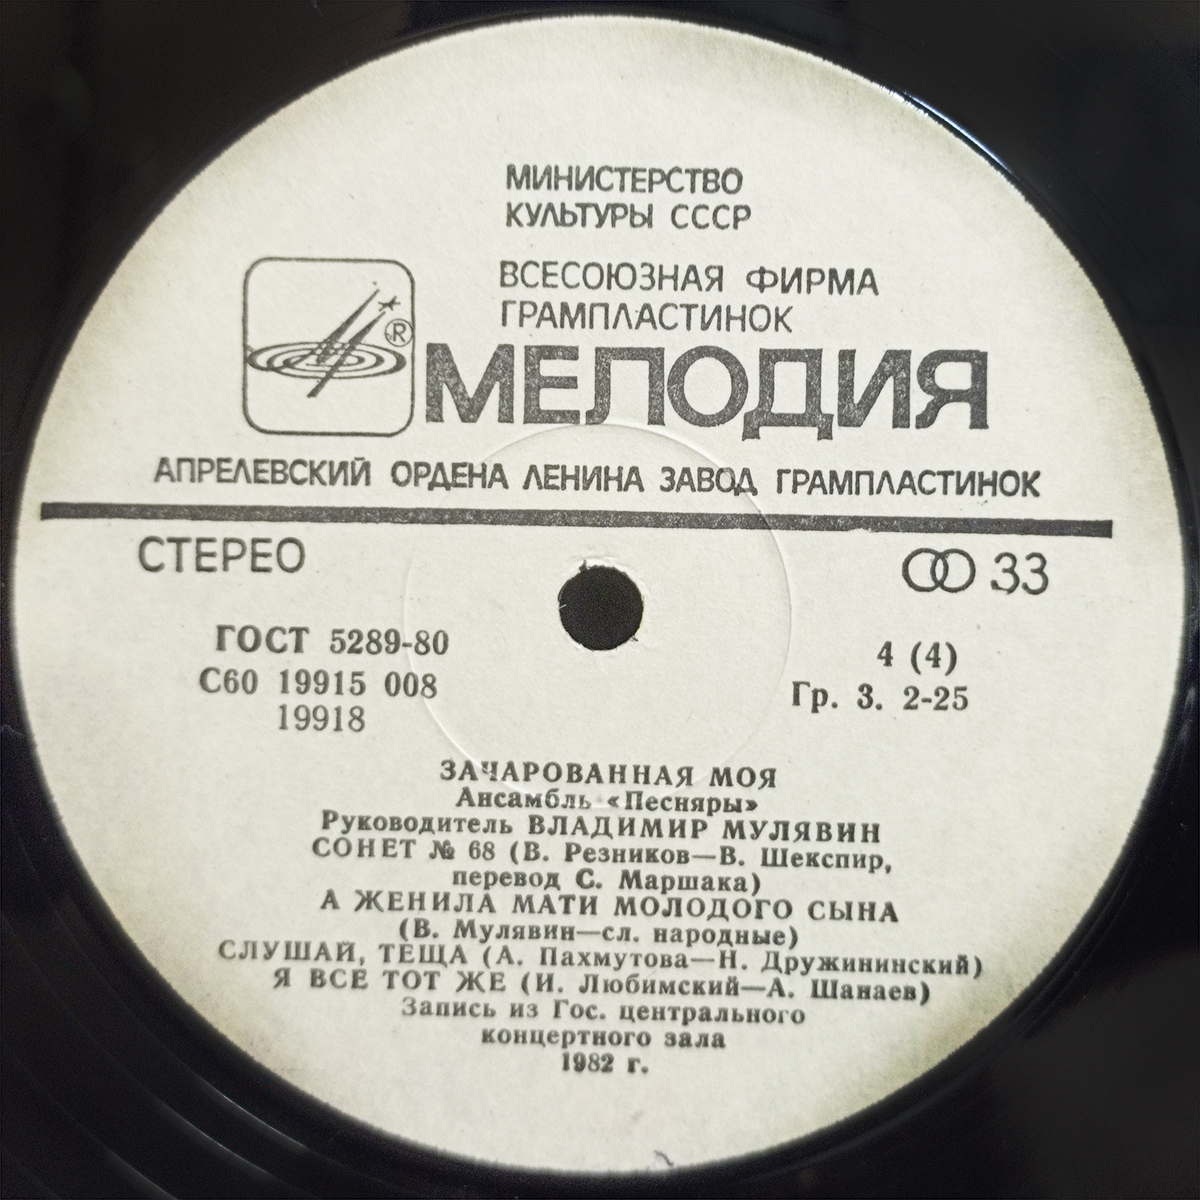 МИНИСТЕРСТВО
КУЛЬТУРЫ СССР
ВСЕСОЮЗНАЯ ФИРМА
ГРАМПЛАСТИНОК
®
МЕЛОДИЯ
АПРЕЛЕВСКИЙ ОРДЕНА ЛЕНИНА ЗАВОД ГРАМПЛАСТИНОК
СТЕРЕО
33
ГОСТ 5289-80
4 (4)
С60 19915 008
Гр. 3. 2-25
19918
ЗАЧАРОВАННАЯ МОЯ
Ансамбль «Песняры»
Руководитель ВЛАДИМИР МУЛЯВИН
СОНЕТ № 68 (В. Резников—В. Шекспир,
перевод С. Маршака)
А ЖЕНИЛА МАТИ МОЛОДОГО СЫНА
(В. Мулявин—сл. народные)
СЛУШАЙ, ТЕЩА (А. Пахмутова—Н. Дружининский)
Я ВСЕ ТОТ ЖЕ (И. Любимский—А. Шанаев)
Запись из Гос. центрального
концертного зала
1982 г.